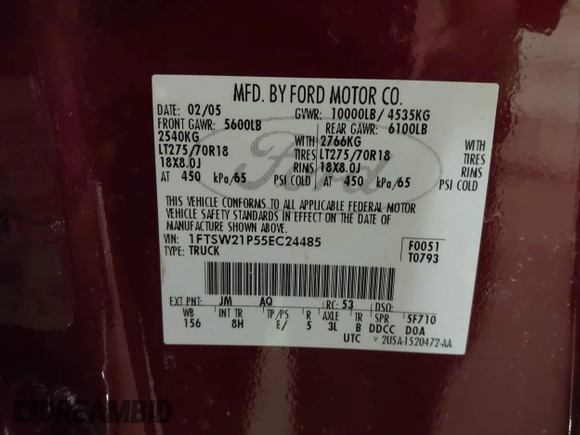 MFD. BY FORD MOTOR CO.
DATE: 02/05 GVWR: 10000LB/ 4535KG
FRONT GAWR: 5600LB REAR GAWR: 6100LB
2540KG WITH 2766KG WITH
LT275/70R18 TIRES LT275/70R18 TIRES
18X8.0J RIMS 18X8.0J RIMS
AT 450 kPa/65 PSI COLD AT 450 kPa/65 PSI COLD
Ford
THIS VEHICLE CONFORMS TO ALL APPLICABLE FEDERAL MOTOR
VEHICLE SAFETY STANDARDS IN EFFECT ON THE DATE OF
MANUFACTURE SHOWN ABOVE.
VIN: 1FTSW21P55EC24485 F0051
TYPE: TRUCK T0793
EXT PNT: JM AQ RC: 53 DSO:
WB INT TR TP/PS R AXLE TR SPR 5F710
156 8H E/ 5 3L B DDCC D0A
UTC 2U5A-1520472-AA
DREAMBID